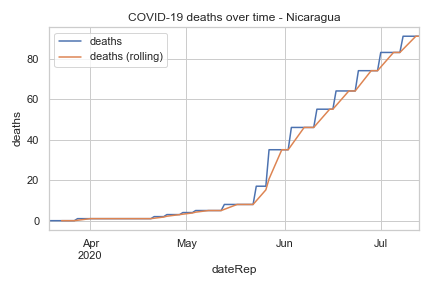 COVID-19 deaths over time - Nicaragua
deaths
deaths (rolling)
deaths
80
60
40
20
0
Apr
2020
May
Jun
Jul
dateRep